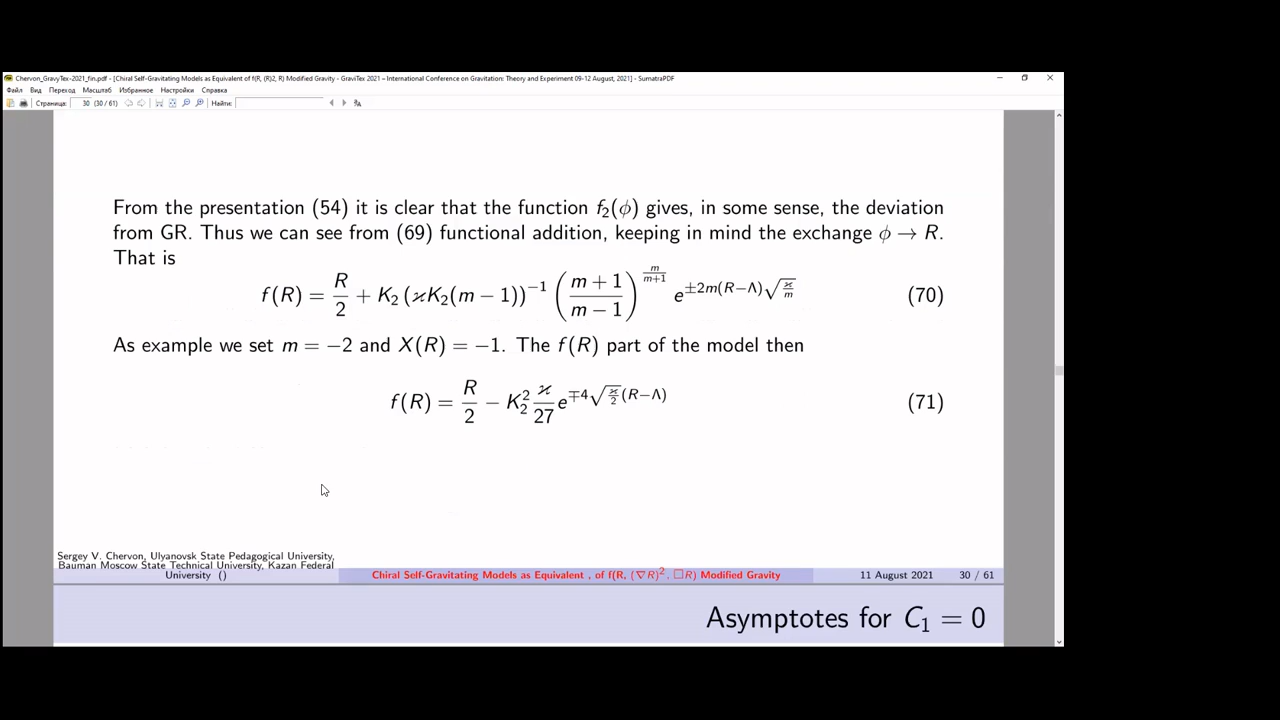 Chervon_GravyTex-2021_fin.pdf - [Chiral Self-Gravitating Models as Equivalent of f(R, (R)2, R) Modified Gravity - GraviTex 2021 – International Conference on Gravitation: Theory and Experiment 09-12 August, 2021] - SumatraPDF
Файл Вид Переход Масштаб Избранное Настройки Справка
Страница: 30 (30 / 61) Найти:
From the presentation (54) it is clear that the function f₂(ϕ) gives, in some sense, the deviation
from GR. Thus we can see from (69) functional addition, keeping in mind the exchange ϕ → R.
That is
f(R) = R/2 + K₂ (ϰK₂(m − 1))⁻¹ ((m + 1)/(m − 1))^(m/(m+1)) e^(±2m(R−Λ)√(ϰ/m)) (70)
As example we set m = −2 and X(R) = −1. The f(R) part of the model then
f(R) = R/2 − K₂² ϰ/27 e^(∓4√(ϰ/2)(R−Λ)) (71)
Sergey V. Chervon, Ulyanovsk State Pedagogical University,
Bauman Moscow State Technical University, Kazan Federal
University ()
Chiral Self-Gravitating Models as Equivalent , of f(R, (∇R)², □R) Modified Gravity
11 August 2021 30 / 61
Asymptotes for C₁ = 0